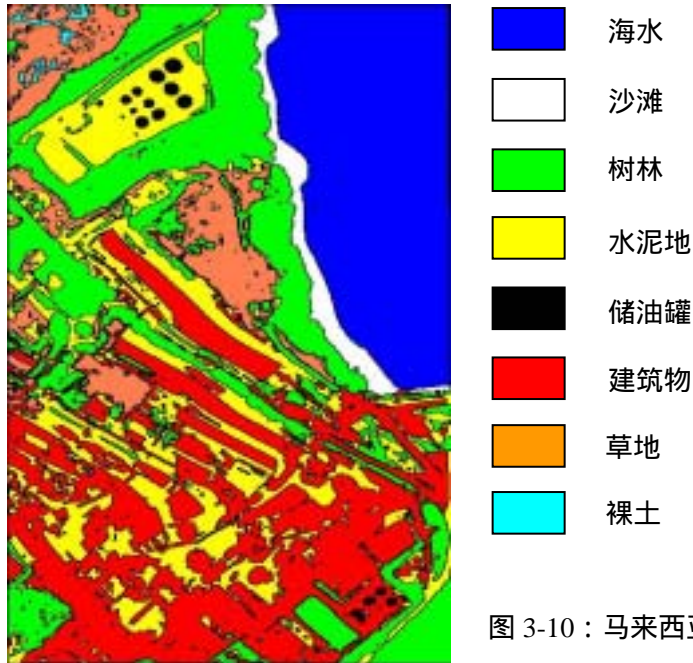 海水
沙滩
树林
水泥地
储油罐
建筑物
草地
裸土
图 3-10：马来西